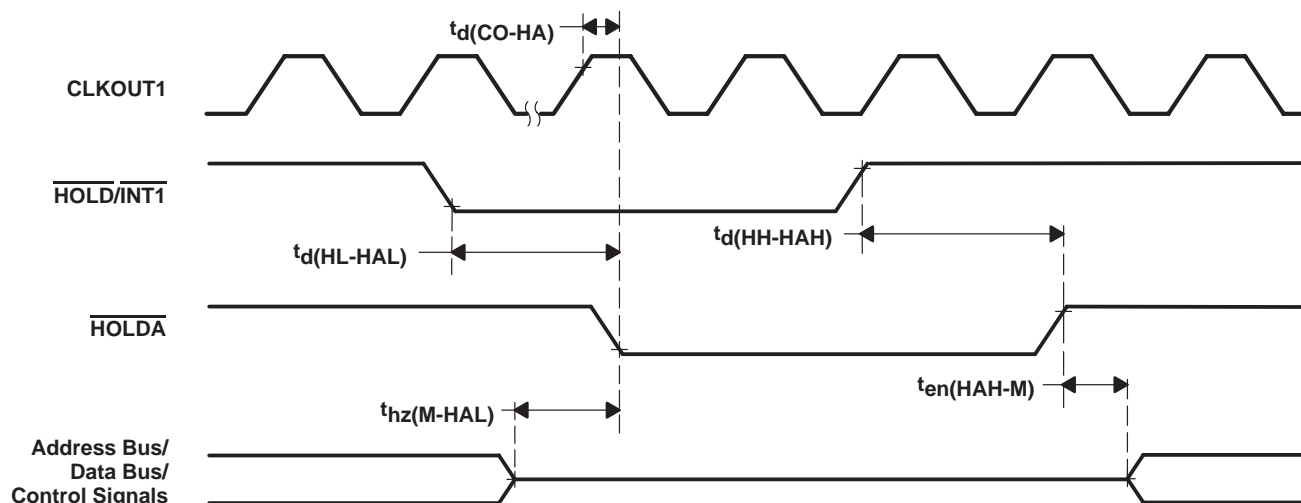 td(CO-HA)
CLKOUT1
HOLD/INT1
td(HL-HAL)
td(HH-HAH)
HOLDA
thz(M-HAL)
ten(HAH-M)
Address Bus/
Data Bus/
Control Signals